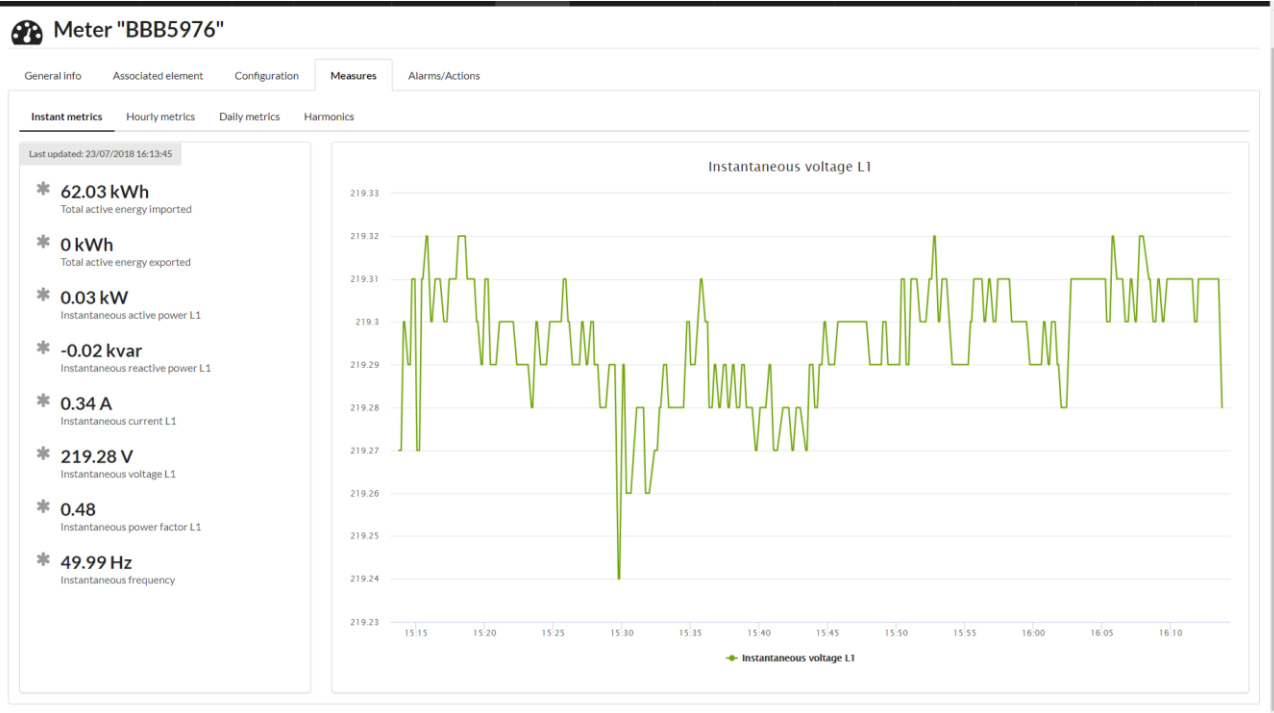 Meter "BBB5976"
General info Associated element Configuration Measures Alarms/Actions
Instant metrics Hourly metrics Daily metrics Harmonics
Last updated: 23/07/2018 16:13:45
62.03 kWh
Total active energy imported
0 kWh
Total active energy exported
0.03 kW
Instantaneous active power L1
-0.02 kvar
Instantaneous reactive power L1
0.34 A
Instantaneous current L1
219.28 V
Instantaneous voltage L1
0.48
Instantaneous power factor L1
49.99 Hz
Instantaneous frequency
Instantaneous voltage L1
219.33
219.32
219.31
219.3
219.29
219.28
219.27
219.26
219.25
219.24
219.23
15:15 15:20 15:25 15:30 15:35 15:40 15:45 15:50 15:55 16:00 16:05 16:10
Instantaneous voltage L1